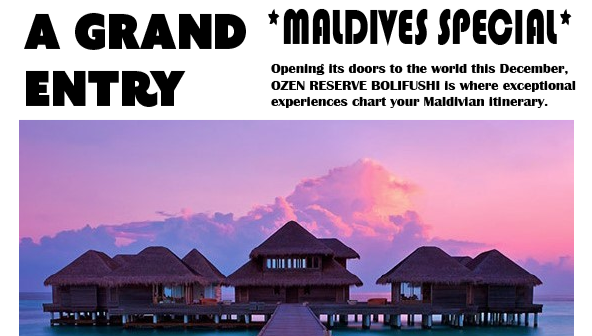 A GRAND
ENTRY
*MALDIVES SPECIAL*
Opening its doors to the world this December,
OZEN RESERVE BOLIFUSHI is where exceptional
experiences chart your Maldivian itinerary.